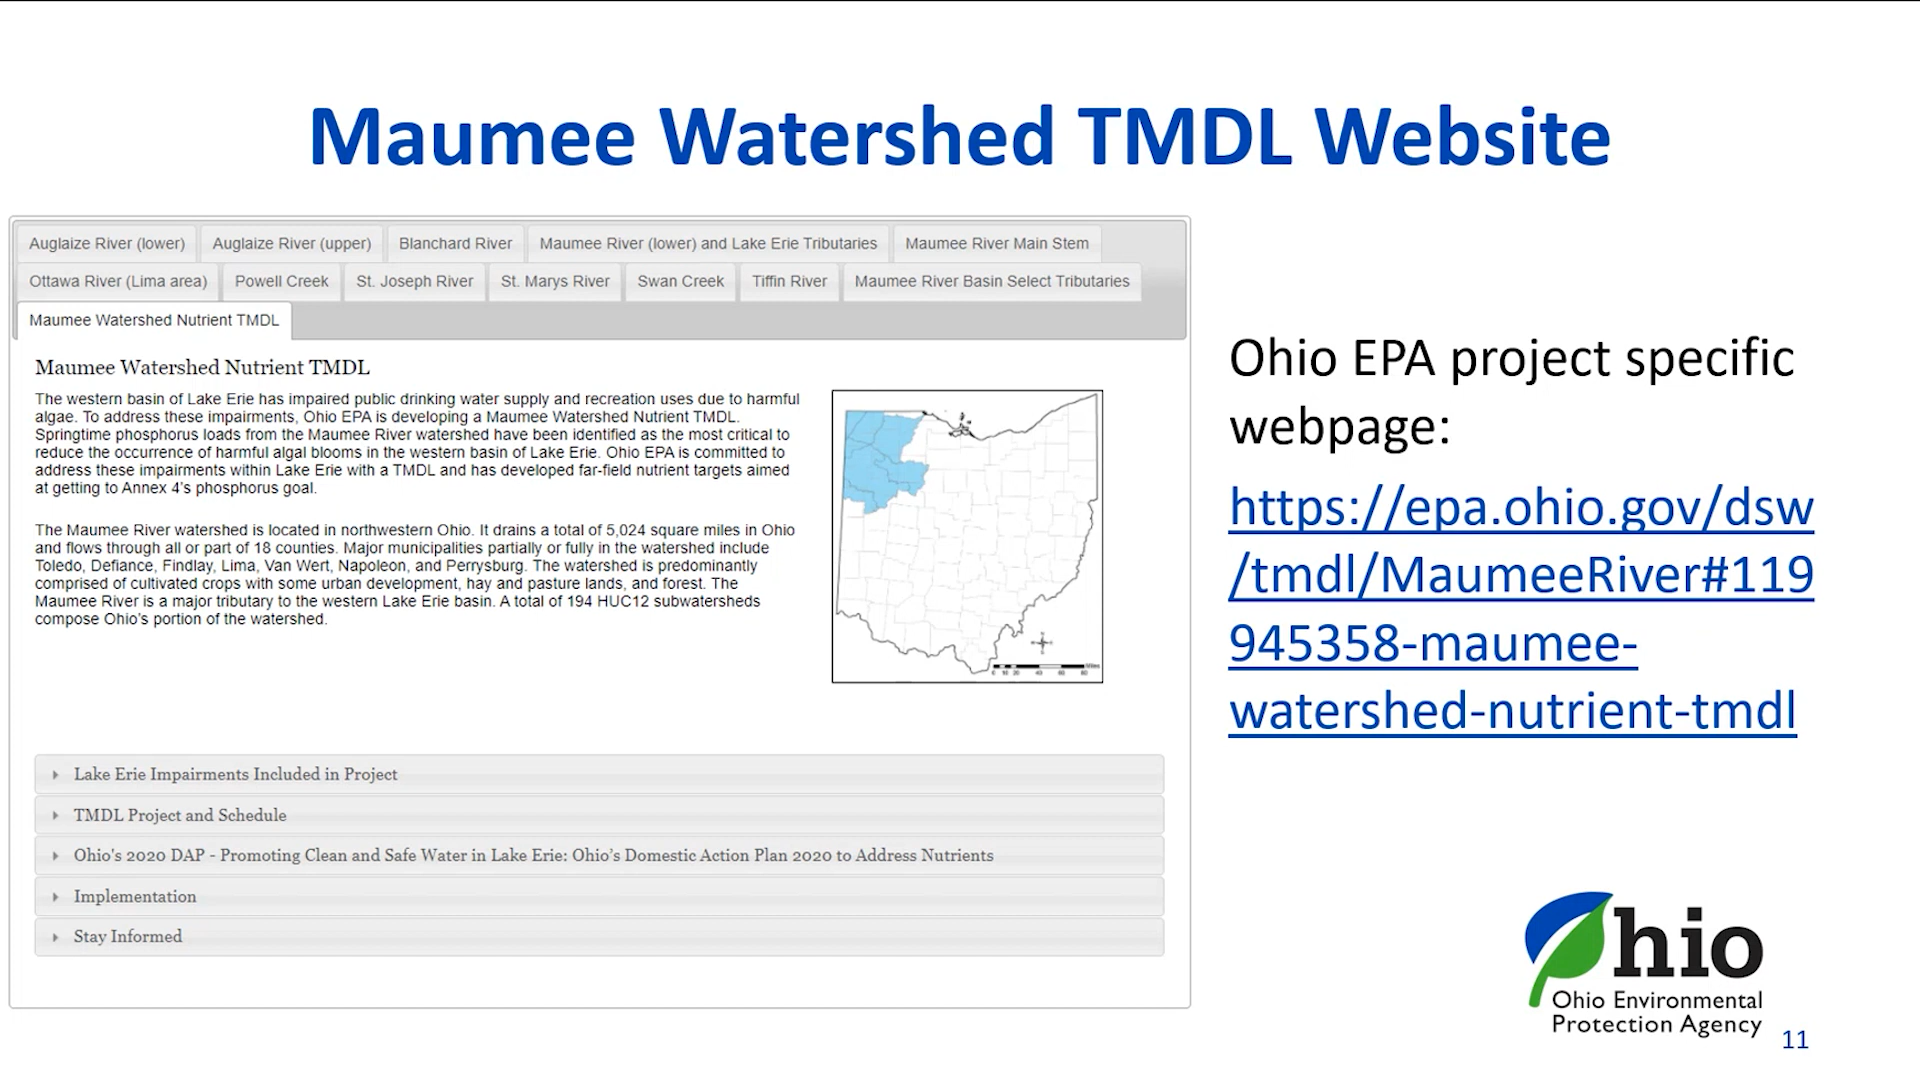 Maumee Watershed TMDL Website
Auglaize River (lower) Auglaize River (upper) Blanchard River Maumee River (lower) and Lake Erie Tributaries Maumee River Main Stem
Ottawa River (Lima area) Powell Creek St. Joseph River St. Marys River Swan Creek Tiffin River Maumee River Basin Select Tributaries
Maumee Watershed Nutrient TMDL
Maumee Watershed Nutrient TMDL
The western basin of Lake Erie has impaired public drinking water supply and recreation uses due to harmful
algae. To address these impairments, Ohio EPA is developing a Maumee Watershed Nutrient TMDL.
Springtime phosphorus loads from the Maumee River watershed have been identified as the most critical to
reduce the occurrence of harmful algal blooms in the western basin of Lake Erie. Ohio EPA is committed to
address these impairments within Lake Erie with a TMDL and has developed far-field nutrient targets aimed
at getting to Annex 4's phosphorus goal.
The Maumee River watershed is located in northwestern Ohio. It drains a total of 5,024 square miles in Ohio
and flows through all or part of 18 counties. Major municipalities partially or fully in the watershed include
Toledo, Defiance, Findlay, Lima, Van Wert, Napoleon, and Perrysburg. The watershed is predominantly
comprised of cultivated crops with some urban development, hay and pasture lands, and forest. The
Maumee River is a major tributary to the western Lake Erie basin. A total of 194 HUC12 subwatersheds
compose Ohio's portion of the watershed.
Lake Erie Impairments Included in Project
TMDL Project and Schedule
Ohio's 2020 DAP - Promoting Clean and Safe Water in Lake Erie: Ohio’s Domestic Action Plan 2020 to Address Nutrients
Implementation
Stay Informed
Ohio EPA project specific
webpage:
https://epa.ohio.gov/dsw
/tmdl/MaumeeRiver#119
945358-maumee-
watershed-nutrient-tmdl
Ohio
Ohio Environmental
Protection Agency
11